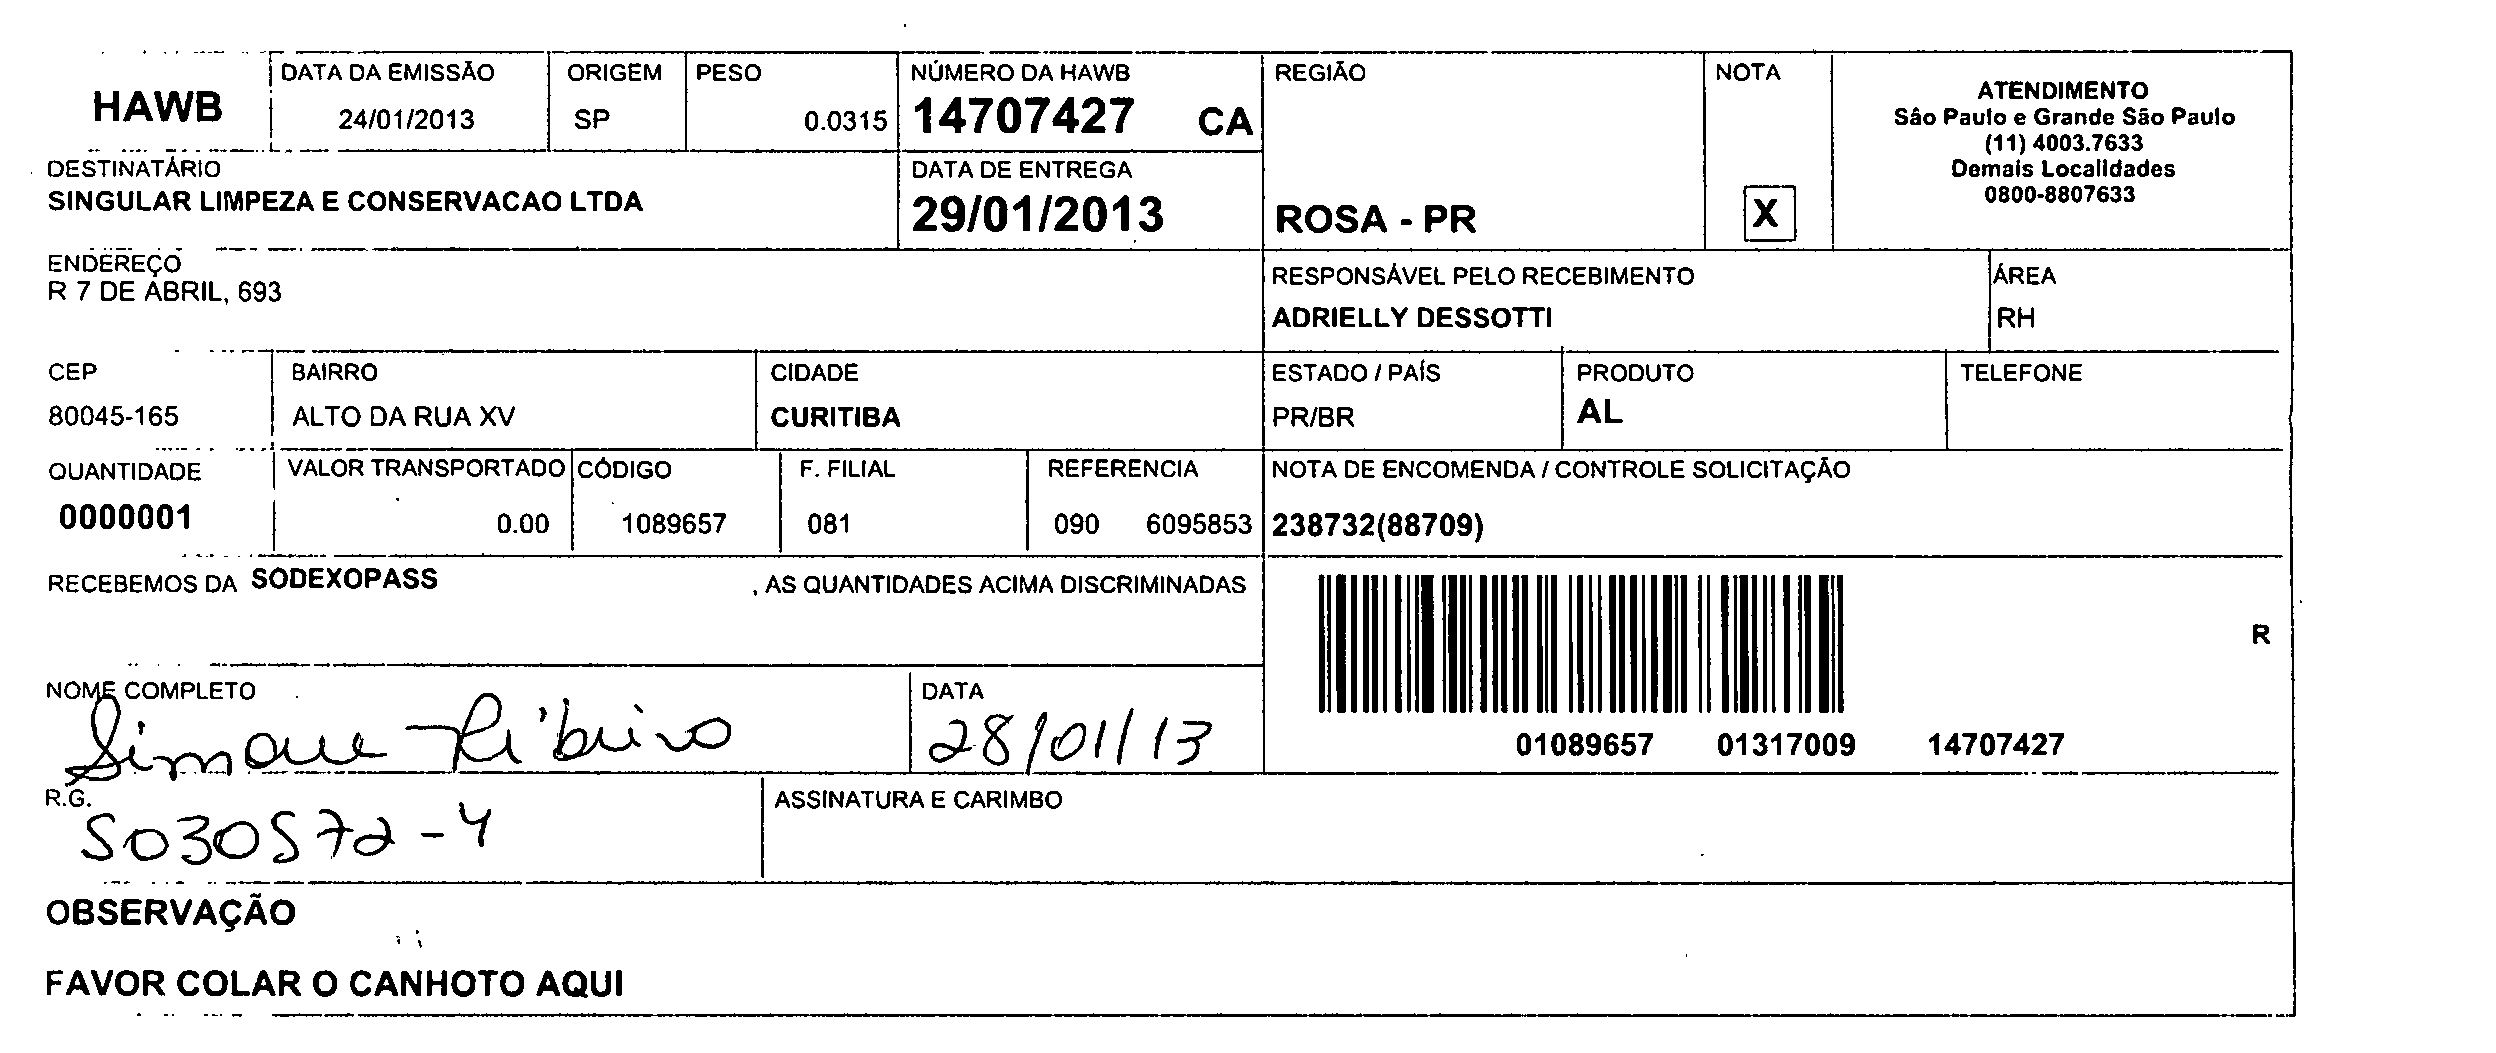 HAWB
DATA DA EMISSÃO
24/01/2013
ORIGEM
SP
PESO
0.0315
NÚMERO DA HAWB
14707427 CA
REGIÃO
ROSA - PR
NOTA
X
ATENDIMENTO
São Paulo e Grande São Paulo
(11) 4003.7633
Demais Localidades
0800-8807633
DESTINATÁRIO
SINGULAR LIMPEZA E CONSERVACAO LTDA
DATA DE ENTREGA
29/01/2013
ENDEREÇO
R 7 DE ABRIL, 693
RESPONSÁVEL PELO RECEBIMENTO
ADRIELLY DESSOTTI
ÁREA
RH
CEP
80045-165
BAIRRO
ALTO DA RUA XV
CIDADE
CURITIBA
ESTADO / PAÍS
PR/BR
PRODUTO
AL
TELEFONE
QUANTIDADE
0000001
VALOR TRANSPORTADO
0.00
CÓDIGO
1089657
F. FILIAL
081
REFERENCIA
090 6095853
NOTA DE ENCOMENDA / CONTROLE SOLICITAÇÃO
238732(88709)
RECEBEMOS DA SODEXOPASS , AS QUANTIDADES ACIMA DISCRIMINADAS
R
01089657 01317009 14707427
NOME COMPLETO
Simone Ribeiro
DATA
28/01/13
R.G.
5030572-4
ASSINATURA E CARIMBO
OBSERVAÇÃO
FAVOR COLAR O CANHOTO AQUI